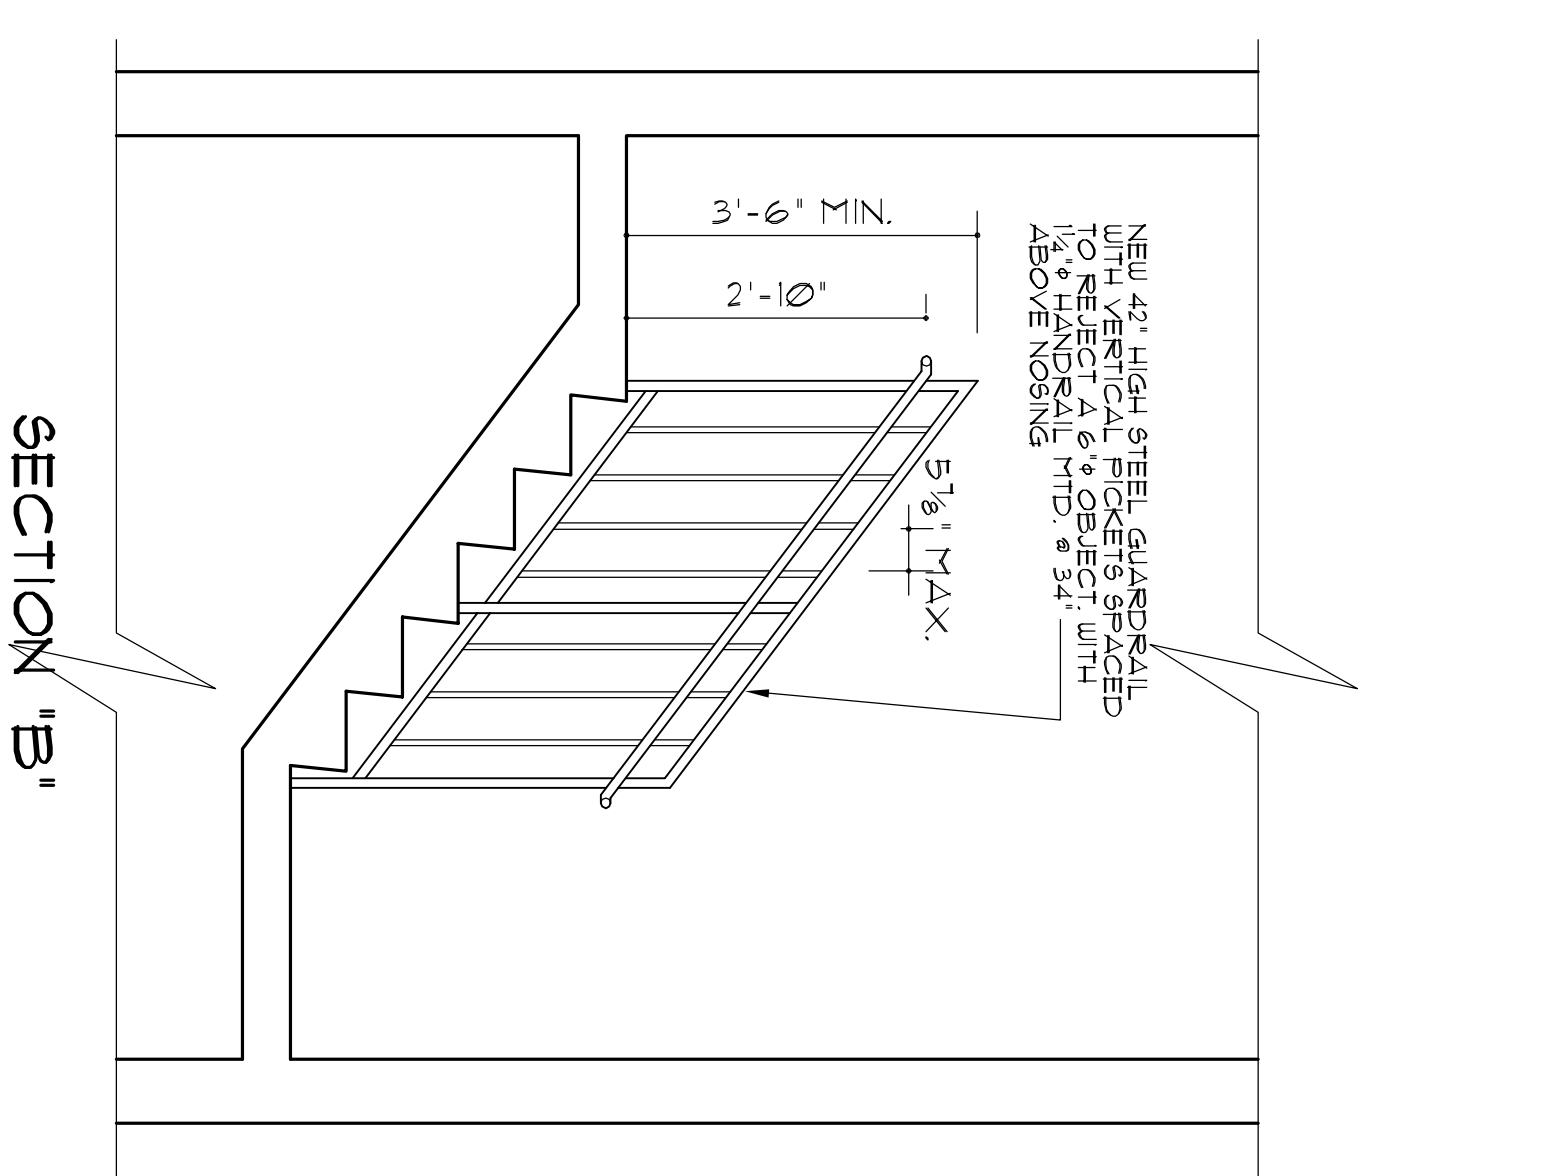 NEW 42" HIGH STEEL GUARDRAIL
WITH VERTICAL PICKETS SPACED
TO REJECT A 6"ø OBJECT. WITH
1¼"ø HANDRAIL MTD. @ 34"
ABOVE NOSING
3'-6" MIN.
2'-10"
5⅞" MAX.
SECTION "B"